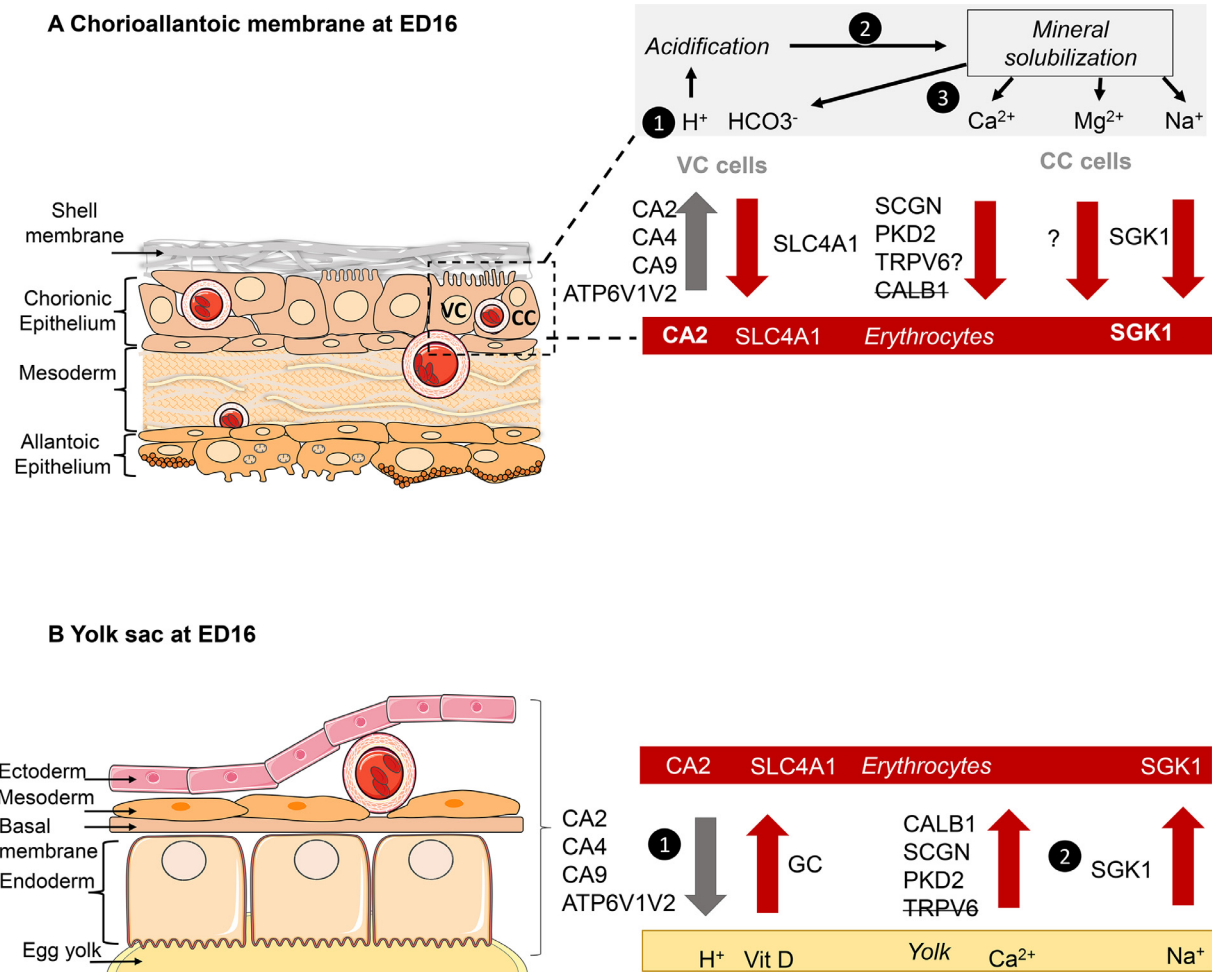 A Chorioallantoic membrane at ED16
Acidification
2
Mineral
solubilization
3
1
H⁺
HCO3⁻
Ca²⁺
Mg²⁺
Na⁺
VC cells
CC cells
Shell
membrane
Chorionic
Epithelium
Mesoderm
Allantoic
Epithelium
VC
CC
CA2
CA4
CA9
ATP6V1V2
SLC4A1
SCGN
PKD2
TRPV6?
CALB1
?
SGK1
CA2
SLC4A1
Erythrocytes
SGK1
B Yolk sac at ED16
Ectoderm
Mesoderm
Basal
membrane
Endoderm
Egg yolk
CA2
SLC4A1
Erythrocytes
SGK1
CA2
CA4
CA9
ATP6V1V2
1
GC
CALB1
SCGN
PKD2
TRPV6
2
SGK1
H⁺
Vit D
Yolk
Ca²⁺
Na⁺